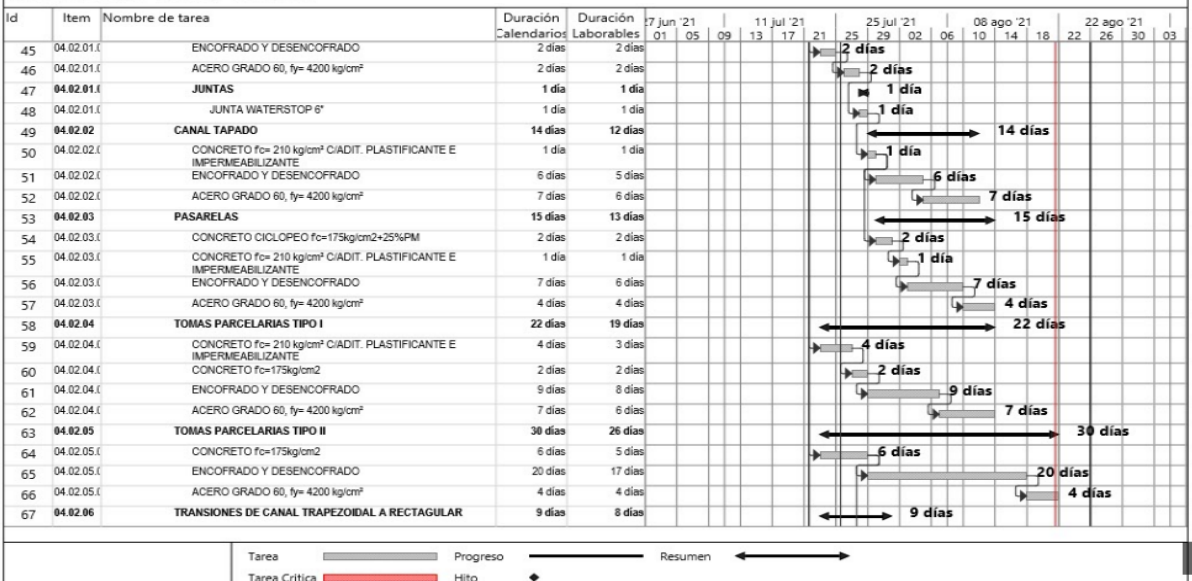 Id Item Nombre de tarea Duración Calendarios Duración Laborables 27 jun '21 11 jul '21 25 jul '21 08 ago '21 22 ago '21
01 05 09 13 17 21 25 29 02 06 10 14 18 22 26 30 03
45 04.02.01.0 ENCOFRADO Y DESENCOFRADO 2 días 2 días 2 días
46 04.02.01.0 ACERO GRADO 60, fy= 4200 kg/cm² 2 días 2 días 2 días
47 04.02.01.0 JUNTAS 1 día 1 día 1 día
48 04.02.01.0 JUNTA WATERSTOP 6" 1 día 1 día 1 día
49 04.02.02 CANAL TAPADO 14 días 12 días 14 días
50 04.02.02.0 CONCRETO f'c= 210 kg/cm² C/ADIT. PLASTIFICANTE E 1 día 1 día 1 día
IMPERMEABILIZANTE
51 04.02.02.0 ENCOFRADO Y DESENCOFRADO 6 días 5 días 6 días
52 04.02.02.0 ACERO GRADO 60, fy= 4200 kg/cm² 7 días 6 días 7 días
53 04.02.03 PASARELAS 15 días 13 días 15 días
54 04.02.03.0 CONCRETO CICLOPEO f'c=175kg/cm2+25%PM 2 días 2 días 2 días
55 04.02.03.0 CONCRETO f'c= 210 kg/cm² C/ADIT. PLASTIFICANTE E 1 día 1 día 1 día
IMPERMEABILIZANTE
56 04.02.03.0 ENCOFRADO Y DESENCOFRADO 7 días 6 días 7 días
57 04.02.03.0 ACERO GRADO 60, fy= 4200 kg/cm² 4 días 4 días 4 días
58 04.02.04 TOMAS PARCELARIAS TIPO I 22 días 19 días 22 días
59 04.02.04.0 CONCRETO f'c= 210 kg/cm² C/ADIT. PLASTIFICANTE E 4 días 3 días 4 días
IMPERMEABILIZANTE
60 04.02.04.0 CONCRETO f'c=175kg/cm2 2 días 2 días 2 días
61 04.02.04.0 ENCOFRADO Y DESENCOFRADO 9 días 8 días 9 días
62 04.02.04.0 ACERO GRADO 60, fy= 4200 kg/cm² 7 días 6 días 7 días
63 04.02.05 TOMAS PARCELARIAS TIPO II 30 días 26 días 30 días
64 04.02.05.0 CONCRETO f'c=175kg/cm2 6 días 5 días 6 días
65 04.02.05.0 ENCOFRADO Y DESENCOFRADO 20 días 17 días 20 días
66 04.02.05.0 ACERO GRADO 60, fy= 4200 kg/cm² 4 días 4 días 4 días
67 04.02.06 TRANSIONES DE CANAL TRAPEZOIDAL A RECTAGULAR 9 días 8 días 9 días
Tarea Progreso Resumen
Tarea Crítica Hito